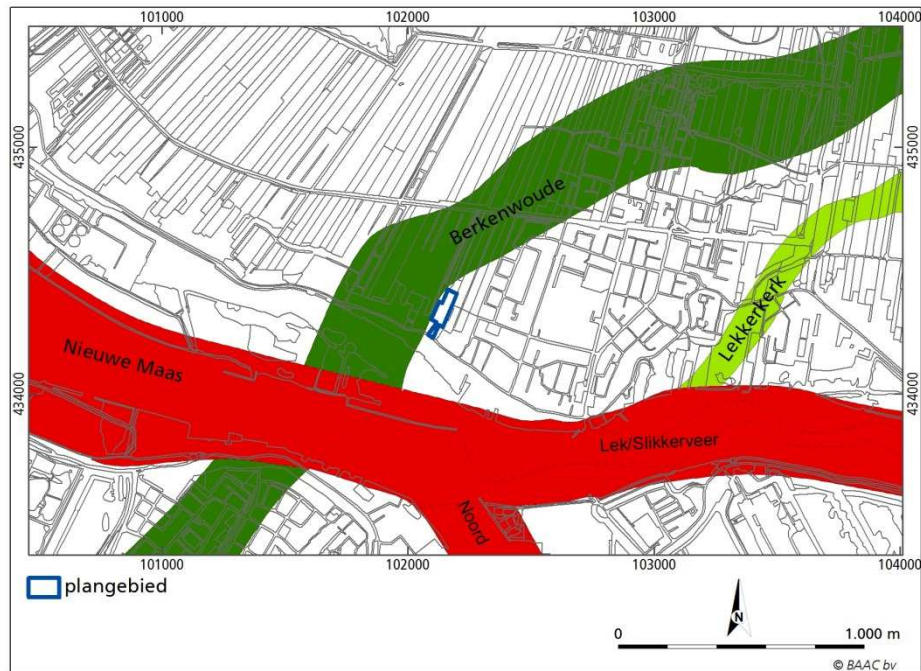 101000 102000 103000 104000
435000 435000
Berkenwoude
Lekkerkerk
Nieuwe Maas
434000 434000
Lek/Slikkerveer
Noord
101000 102000 103000 104000
plangebied
N
0 1.000 m
© BAAC bv